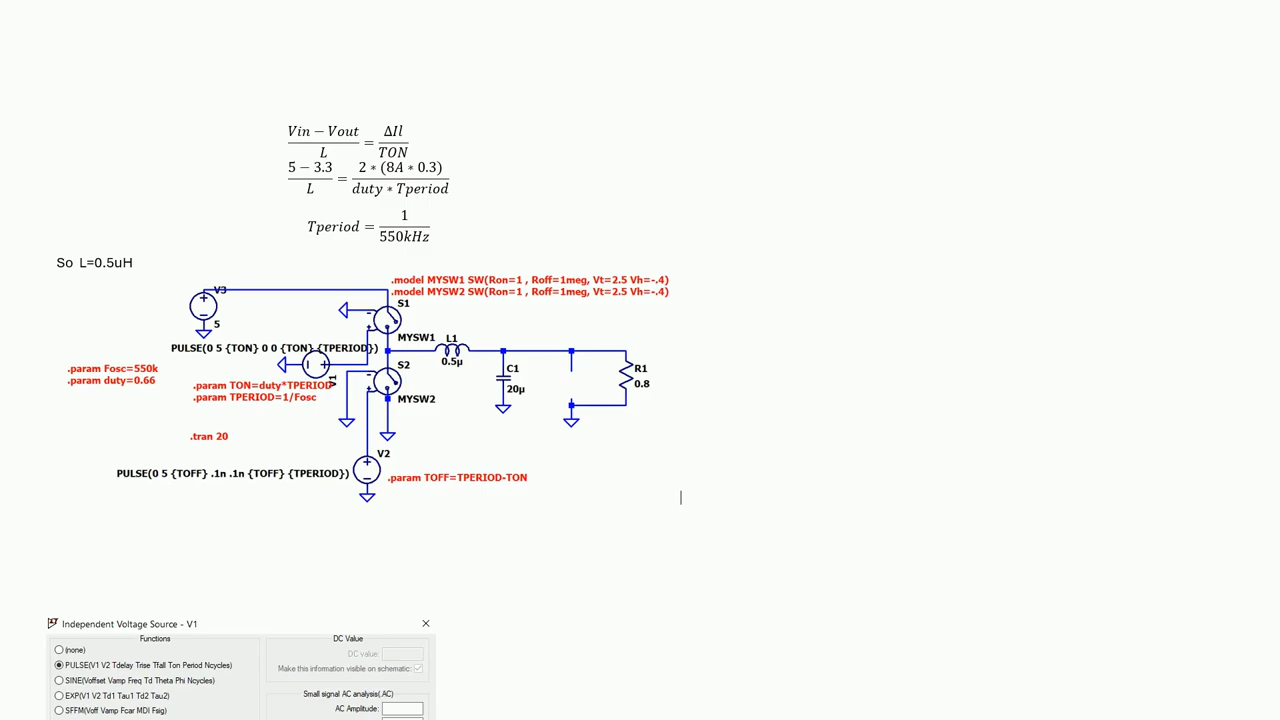 Vin − Vout / L = ΔIl / TON
5 − 3.3 / L = 2 ∗ (8A ∗ 0.3) / duty ∗ Tperiod
Tperiod = 1 / 550kHz
So L=0.5uH
.model MYSW1 SW(Ron=1 , Roff=1meg, Vt=2.5 Vh=-.4)
.model MYSW2 SW(Ron=1 , Roff=1meg, Vt=2.5 Vh=-.4)
V3
5
S1
MYSW1
PULSE(0 5 {TON} 0 0 {TON} {TPERIOD})
V1
L1
0.5µ
.param Fosc=550k
.param duty=0.66
.param TON=duty*TPERIOD
.param TPERIOD=1/Fosc
S2
MYSW2
C1
20µ
R1
0.8
.tran 20
V2
PULSE(0 5 {TOFF} .1n .1n {TOFF} {TPERIOD})
.param TOFF=TPERIOD-TON
Independent Voltage Source - V1
Functions
(none)
PULSE(V1 V2 Tdelay Trise Tfall Ton Period Ncycles)
SINE(Voffset Vamp Freq Td Theta Phi Ncycles)
EXP(V1 V2 Td1 Tau1 Td2 Tau2)
SFFM(Voff Vamp Fcar MDI Fsig)
DC Value
DC value:
Make this information visible on schematic:
Small signal AC analysis(.AC)
AC Amplitude: